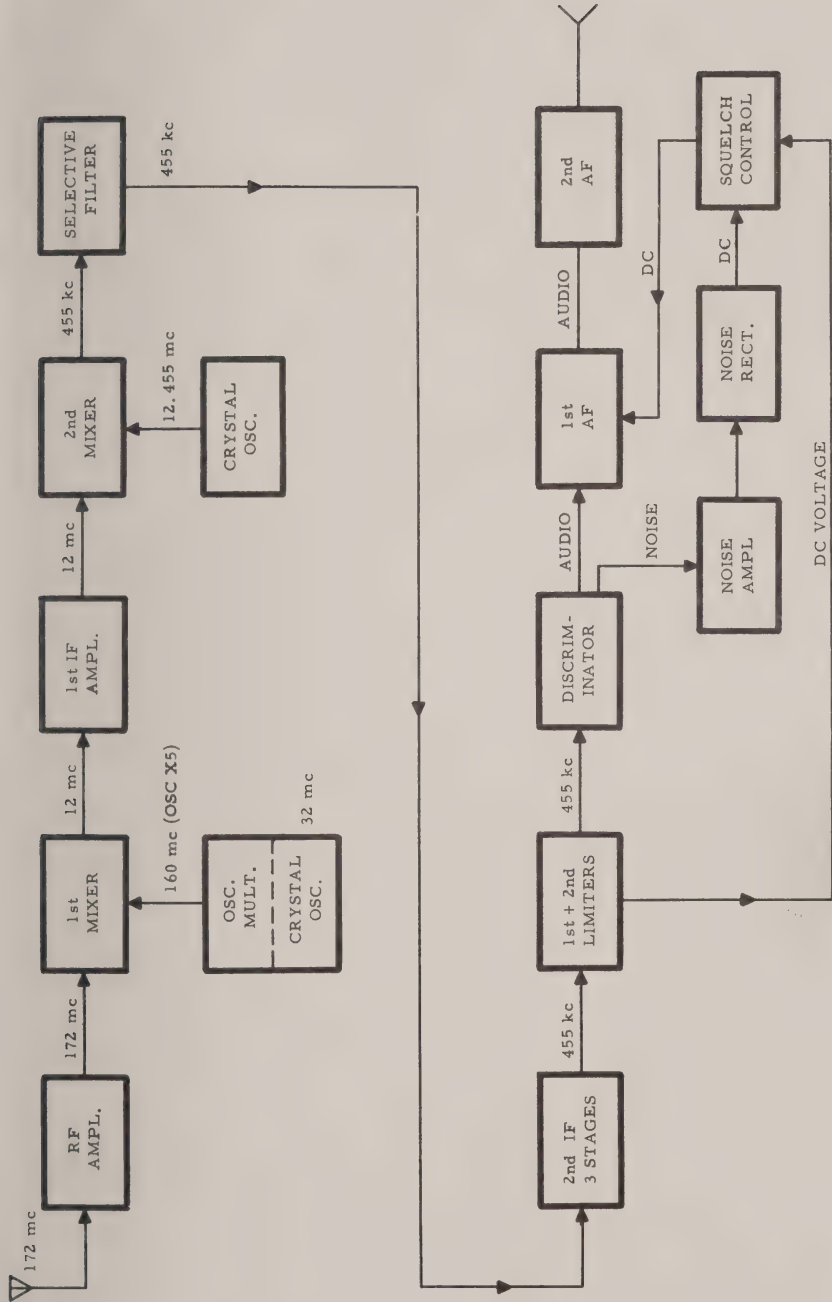 172 mc
RF
AMPL.
172 mc
1st
MIXER
160 mc (OSC X5)
OSC.
MULT.
CRYSTAL
OSC.
32 mc
12 mc
1st IF
AMPL.
12 mc
2nd
MIXER
12.455 mc
CRYSTAL
OSC.
455 kc
SELECTIVE
FILTER
455 kc
2nd IF
3 STAGES
455 kc
1st + 2nd
LIMITERS
455 kc
DISCRIM-
INATOR
AUDIO
NOISE
1st
AF
AUDIO
2nd
AF
NOISE
AMPL
NOISE
RECT.
DC
SQUELCH
CONTROL
DC
DC VOLTAGE